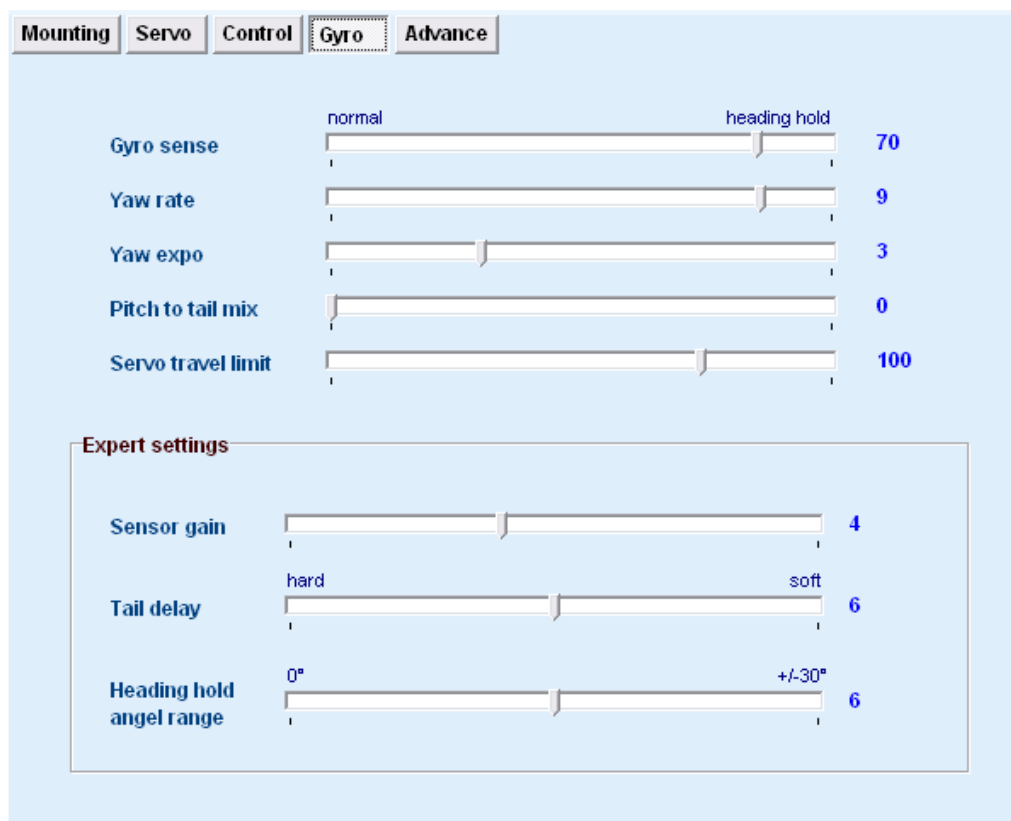 Mounting Servo Control Gyro Advance
normal heading hold
Gyro sense 70
Yaw rate 9
Yaw expo 3
Pitch to tail mix 0
Servo travel limit 100
Expert settings
Sensor gain 4
hard soft
Tail delay 6
0° +/-30°
Heading hold
angel range 6